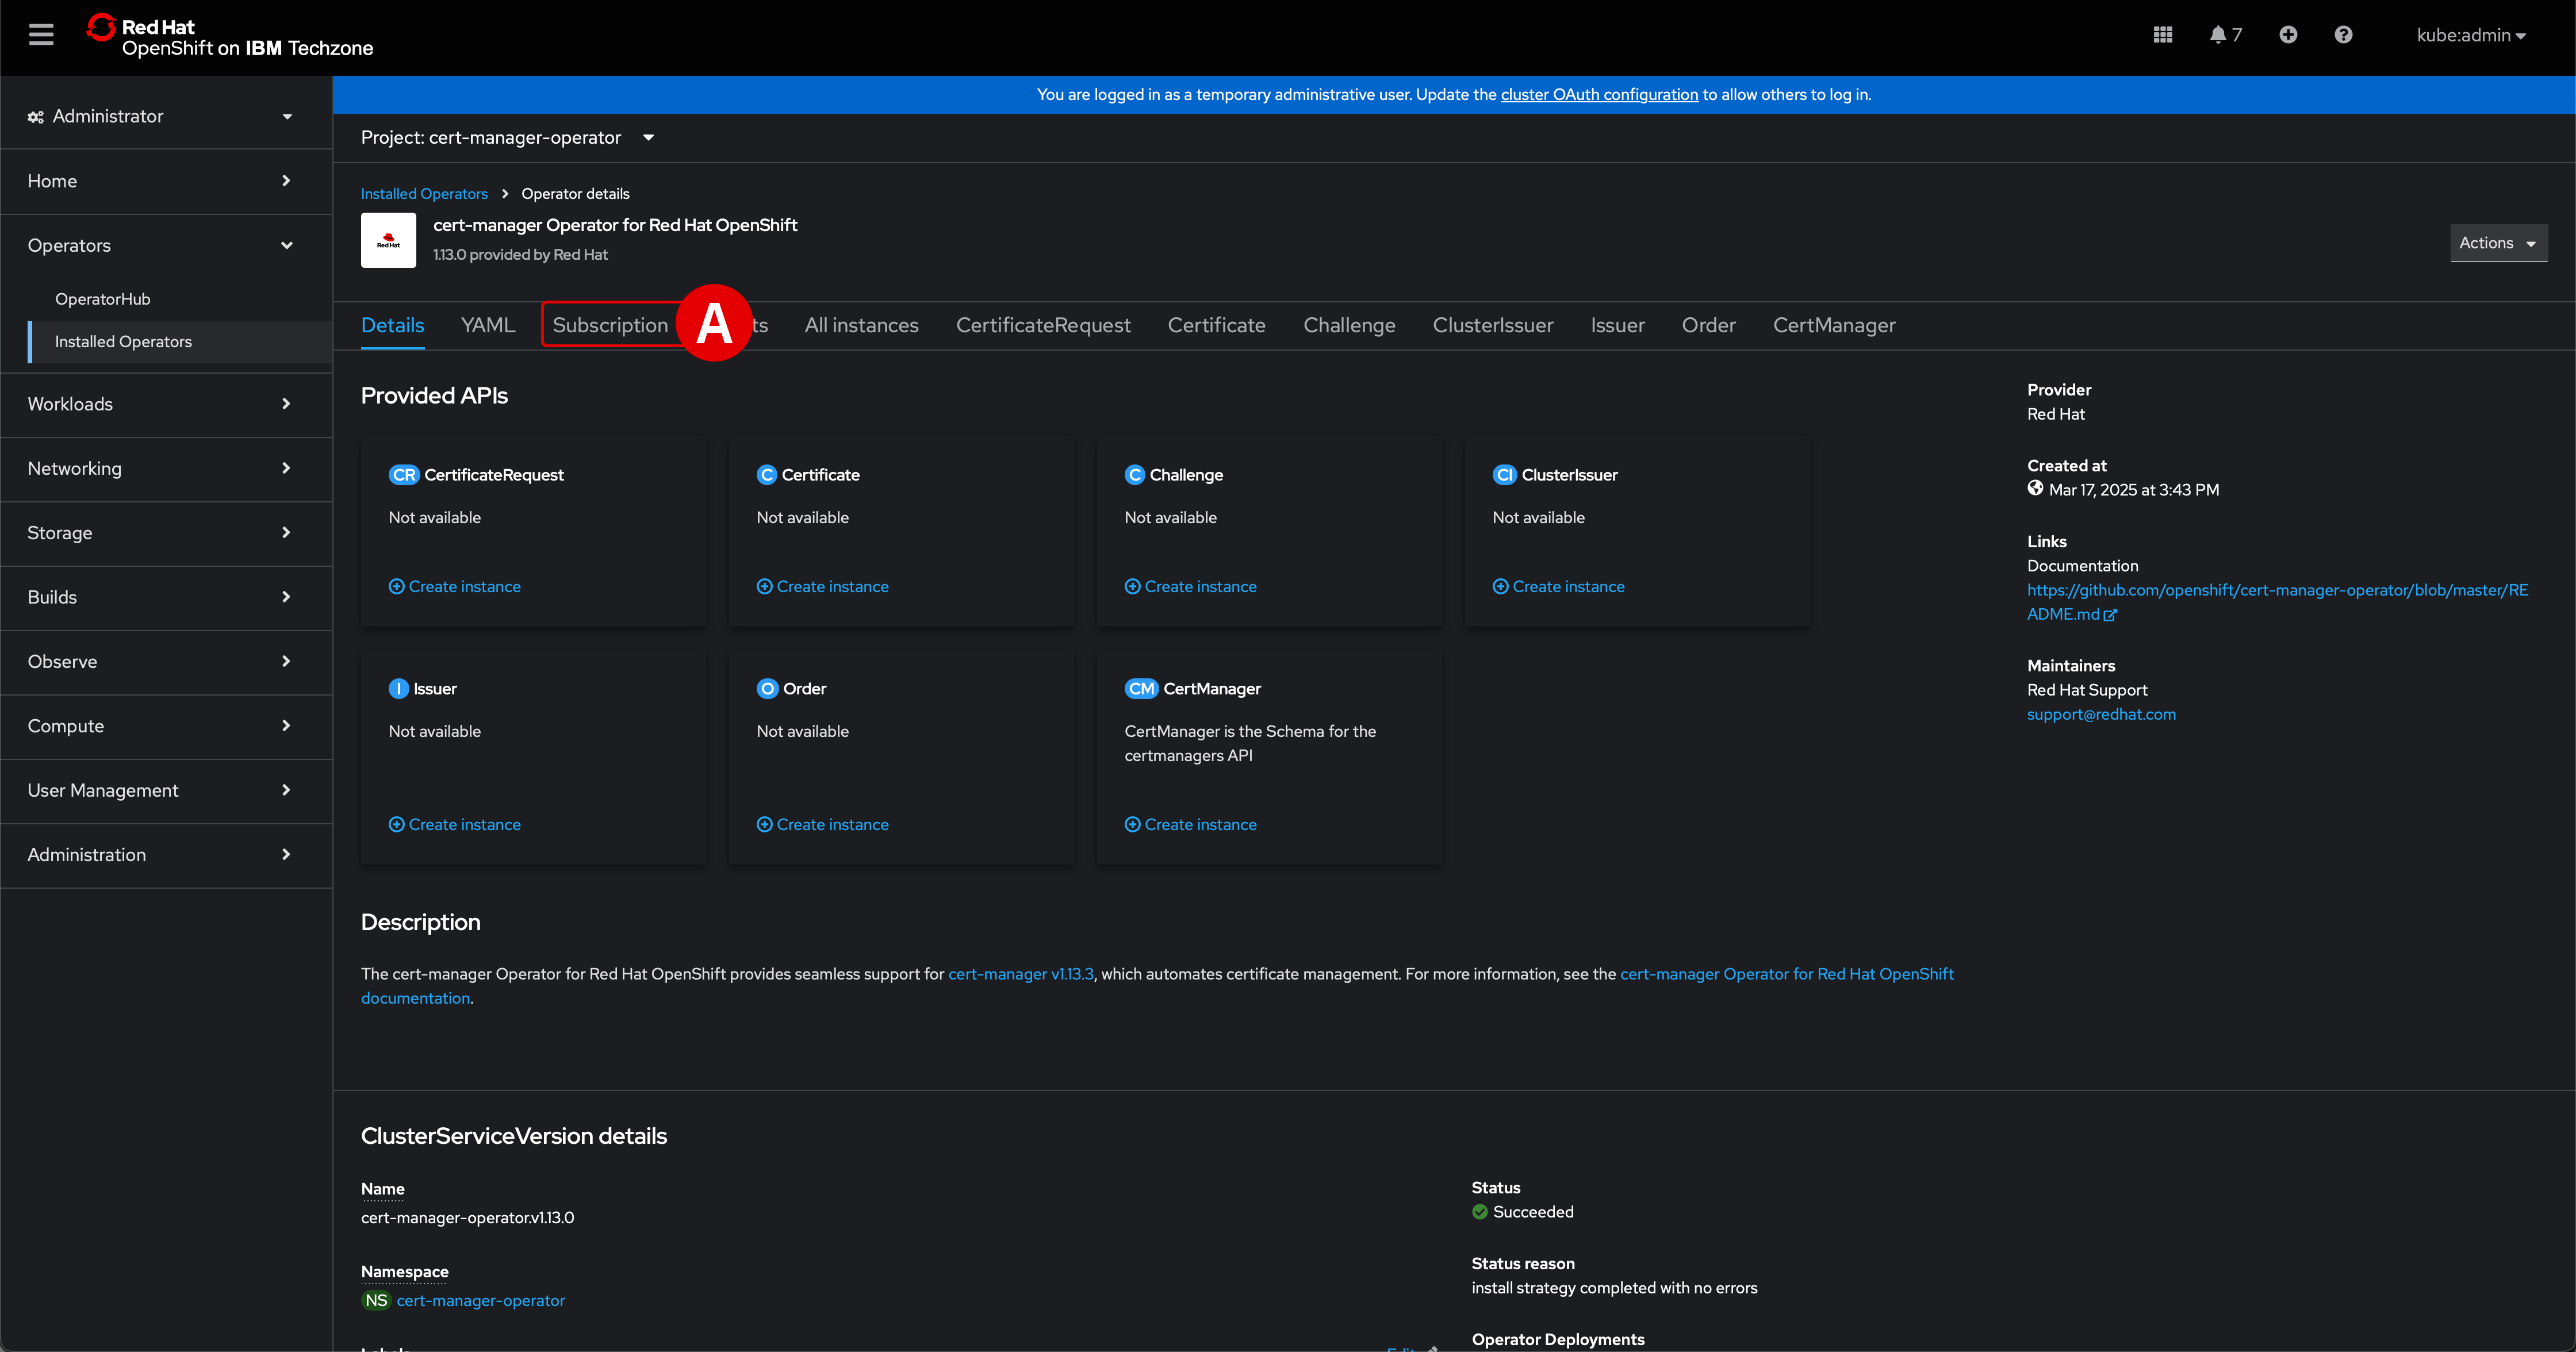 Red Hat
OpenShift on IBM Techzone
7
kube:admin
You are logged in as a temporary administrative user. Update the cluster OAuth configuration to allow others to log in.
Administrator
Home
Operators
OperatorHub
Installed Operators
Workloads
Networking
Storage
Builds
Observe
Compute
User Management
Administration
Project: cert-manager-operator
Installed Operators
Operator details
Red Hat
cert-manager Operator for Red Hat OpenShift
1.13.0 provided by Red Hat
Actions
Details YAML Subscription A ts All instances CertificateRequest Certificate Challenge ClusterIssuer Issuer Order CertManager
Provided APIs
CR CertificateRequest
Not available
Create instance
C Certificate
Not available
Create instance
C Challenge
Not available
Create instance
CI ClusterIssuer
Not available
Create instance
I Issuer
Not available
Create instance
O Order
Not available
Create instance
CM CertManager
CertManager is the Schema for the
certmanagers API
Create instance
Provider
Red Hat
Created at
Mar 17, 2025 at 3:43 PM
Links
Documentation
https://github.com/openshift/cert-manager-operator/blob/master/RE
ADME.md
Maintainers
Red Hat Support
support@redhat.com
Description
The cert-manager Operator for Red Hat OpenShift provides seamless support for cert-manager v1.13.3, which automates certificate management. For more information, see the cert-manager Operator for Red Hat OpenShift
documentation.
ClusterServiceVersion details
Name
cert-manager-operator.v1.13.0
Namespace
NS cert-manager-operator
Status
Succeeded
Status reason
install strategy completed with no errors
Operator Deployments